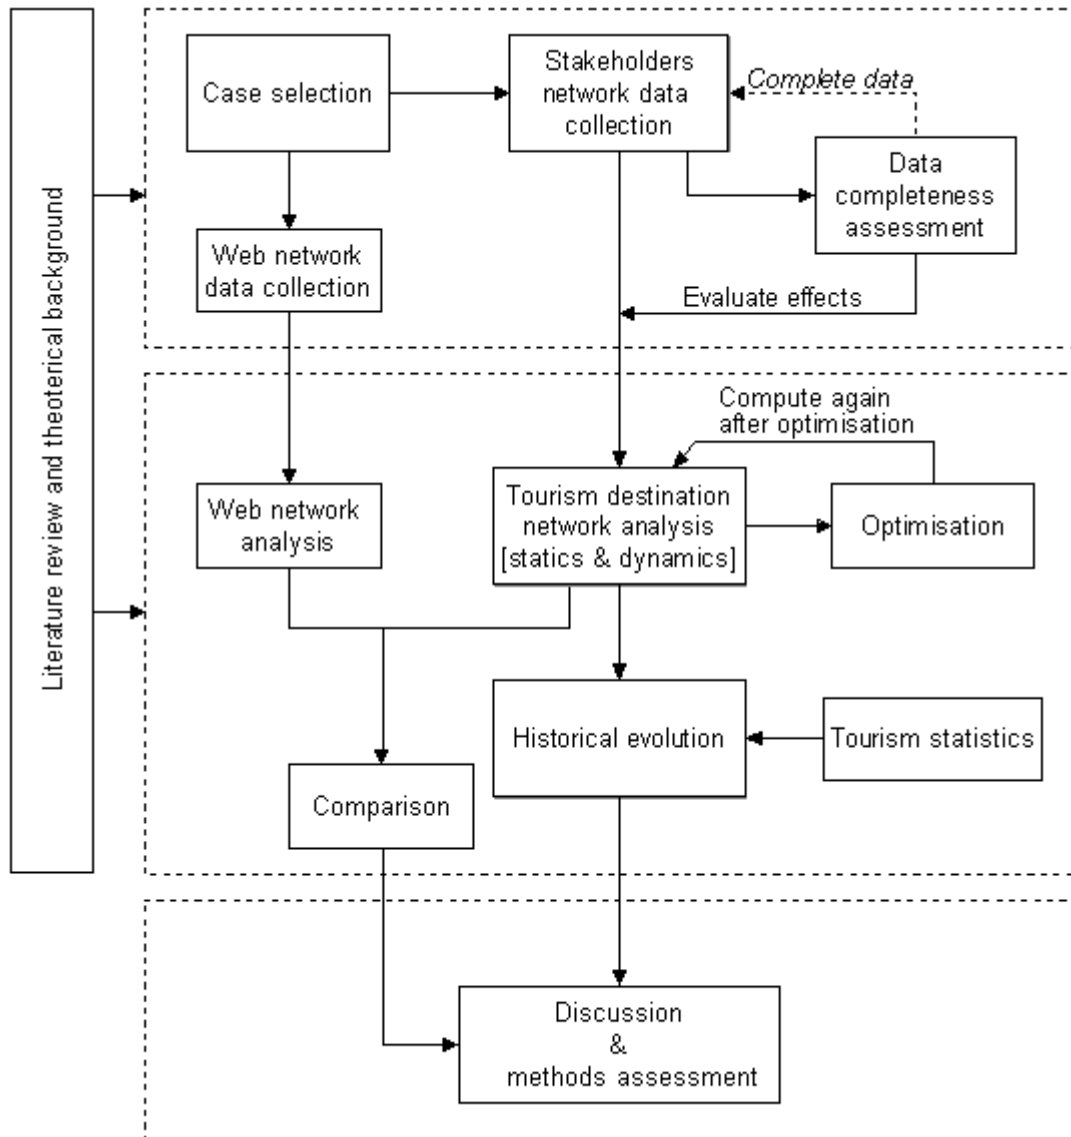 Literature review and theoterical background
Case selection
Stakeholders
network data
collection
Complete data
Data
completeness
assessment
Web network
data collection
Evaluate effects
Compute again
after optimisation
Web network
analysis
Tourism destination
network analysis
[statics & dynamics]
Optimisation
Historical evolution
Tourism statistics
Comparison
Discussion
&
methods assessment